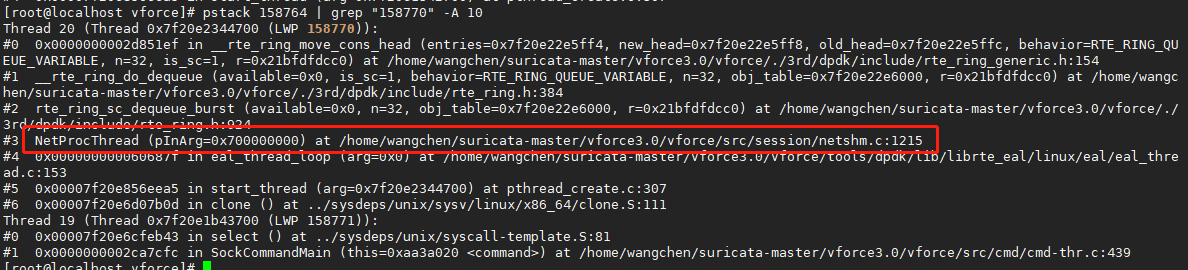 [root@localhost vforce]# pstack 158764 | grep "158770" -A 10
Thread 20 (Thread 0x7f20e2344700 (LWP 158770)):
#0  0x0000000002d851ef in __rte_ring_move_cons_head (entries=0x7f20e22e5ff4, new_head=0x7f20e22e5ff8, old_head=0x7f20e22e5ffc, behavior=RTE_RING_QU
EUE_VARIABLE, n=32, is_sc=1, r=0x21bfdfdcc0) at /home/wangchen/suricata-master/vforce3.0/vforce/./3rd/dpdk/include/rte_ring_generic.h:154
#1  __rte_ring_do_dequeue (available=0x0, is_sc=1, behavior=RTE_RING_QUEUE_VARIABLE, n=32, obj_table=0x7f20e22e6000, r=0x21bfdfdcc0) at /home/wangc
hen/suricata-master/vforce3.0/vforce/./3rd/dpdk/include/rte_ring.h:384
#2  rte_ring_sc_dequeue_burst (available=0x0, n=32, obj_table=0x7f20e22e6000, r=0x21bfdfdcc0) at /home/wangchen/suricata-master/vforce3.0/vforce/./
3rd/dpdk/include/rte_ring.h:924
#3  NetProcThread (pInArg=0x700000000) at /home/wangchen/suricata-master/vforce3.0/vforce/src/session/netshm.c:1215
#4  0x000000000060687f in eal_thread_loop (arg=0x0) at /home/wangchen/suricata-master/vforce3.0/vforce/tools/dpdk/lib/librte_eal/linux/eal/eal_thre
ad.c:153
#5  0x00007f20e856eea5 in start_thread (arg=0x7f20e2344700) at pthread_create.c:307
#6  0x00007f20e6d07b0d in clone () at ../sysdeps/unix/sysv/linux/x86_64/clone.S:111
Thread 19 (Thread 0x7f20e1b43700 (LWP 158771)):
#0  0x00007f20e6cfeb43 in select () at ../sysdeps/unix/syscall-template.S:81
#1  0x0000000002ca7cfc in SockCommandMain (this=0xaa3a020 <command>) at /home/wangchen/suricata-master/vforce3.0/vforce/src/cmd/cmd-thr.c:439
[root@localhost vforce]#